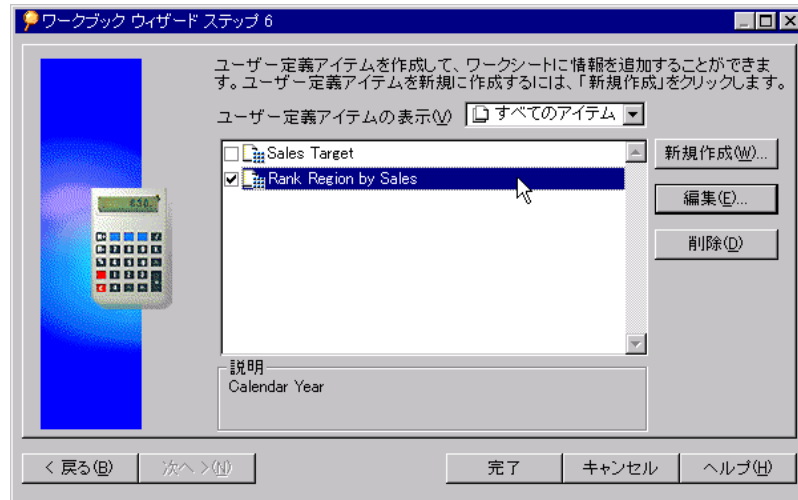 ワークブック ウィザード ステップ 6
ユーザー定義アイテムを作成して、ワークシートに情報を追加することができま
す。ユーザー定義アイテムを新規に作成するには、「新規作成」をクリックします。
ユーザー定義アイテムの表示(V) すべてのアイテム
Sales Target
Rank Region by Sales
新規作成(W)...
編集(E)...
削除(D)
説明
Calendar Year
< 戻る(B) 次へ >(N) 完了 キャンセル ヘルプ(H)